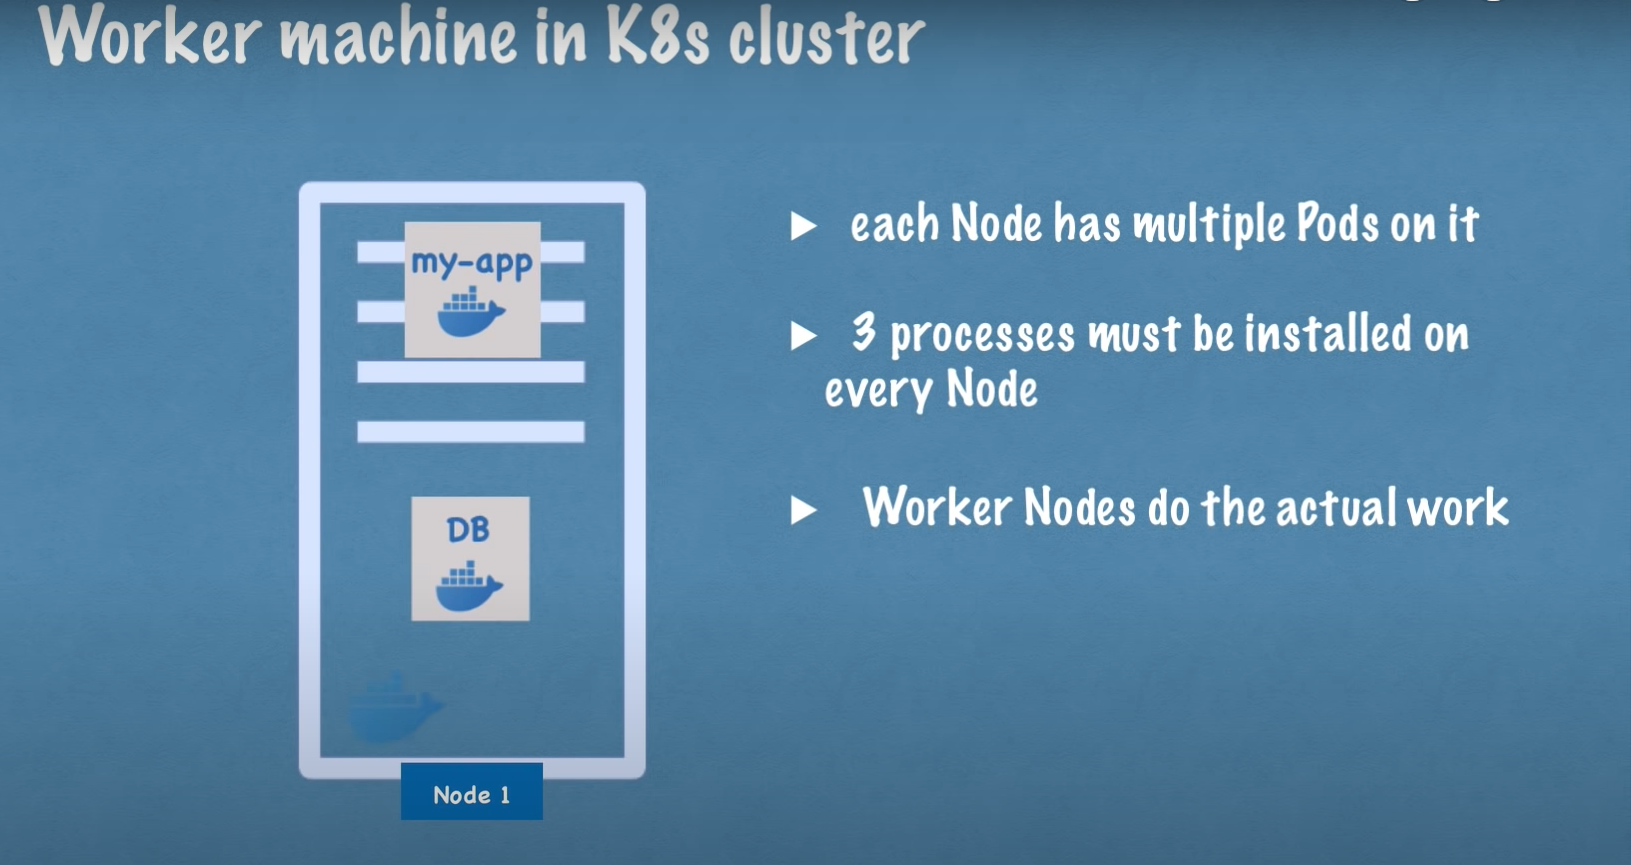 Worker machine in K8s cluster
my-app
DB
Node 1
▶ each Node has multiple Pods on it
▶ 3 processes must be installed on
every Node
▶ Worker Nodes do the actual work